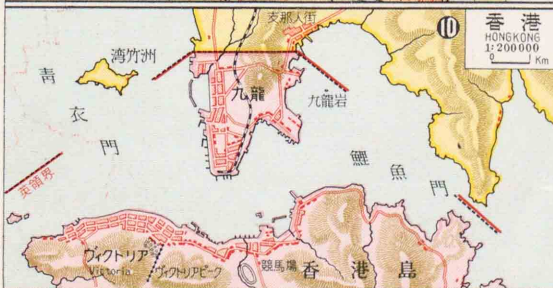 支那人街
10
香港
HONGKONG
1:200000
0 1 Km
湾竹洲
青衣門
九龍
九龍岩
鯉魚門
英領界
ヴィクトリア
Victoria
ヴィクトリアピーク
競馬場
香港島